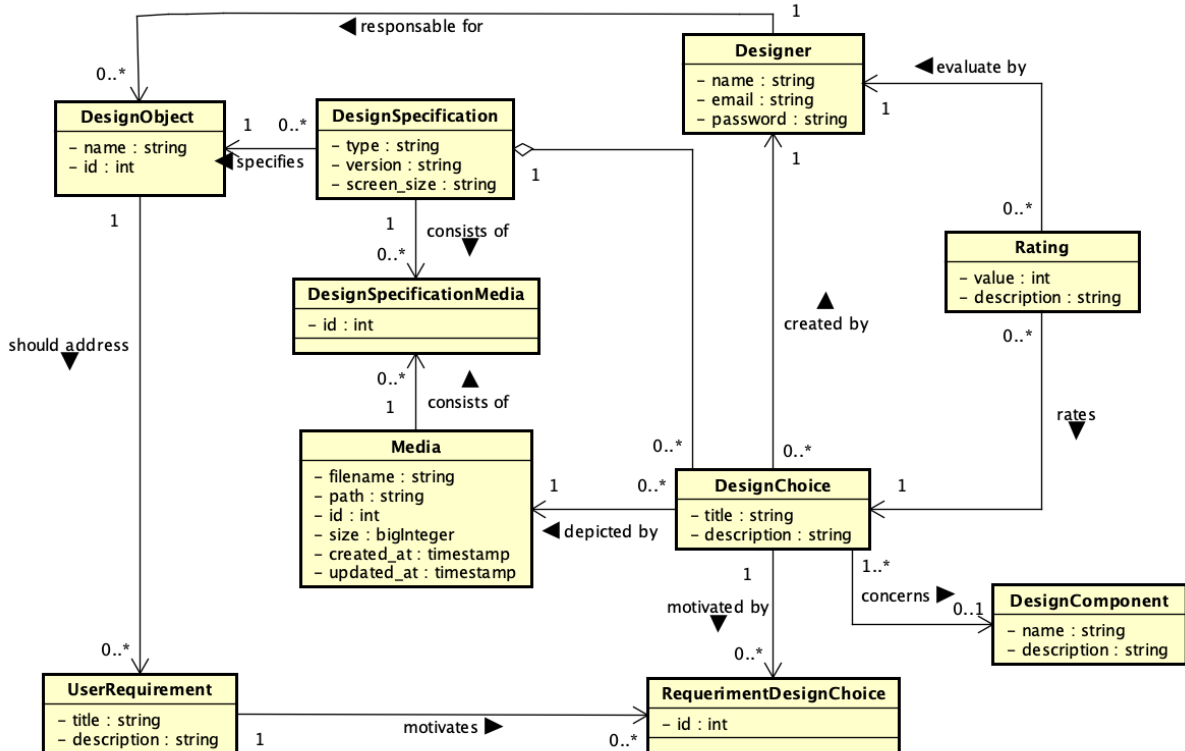 1
responsable for
Designer
- name : string
- email : string
- password : string
evaluate by
1
0..*
DesignObject
- name : string
- id : int
1
0..*
specifies
DesignSpecification
- type : string
- version : string
- screen_size : string
1
1
1
0..*
1
consists of
0..*
DesignSpecificationMedia
- id : int
Rating
- value : int
- description : string
0..*
created by
should address
0..*
1
consists of
rates
Media
- filename : string
- path : string
- id : int
- size : bigInteger
- created_at : timestamp
- updated_at : timestamp
0..*
0..*
1
0..*
depicted by
DesignChoice
- title : string
- description : string
1
1
motivated by
0..*
1..*
concerns
0..1
DesignComponent
- name : string
- description : string
0..*
UserRequirement
- title : string
- description : string
1
motivates
0..*
RequerimentDesignChoice
- id : int